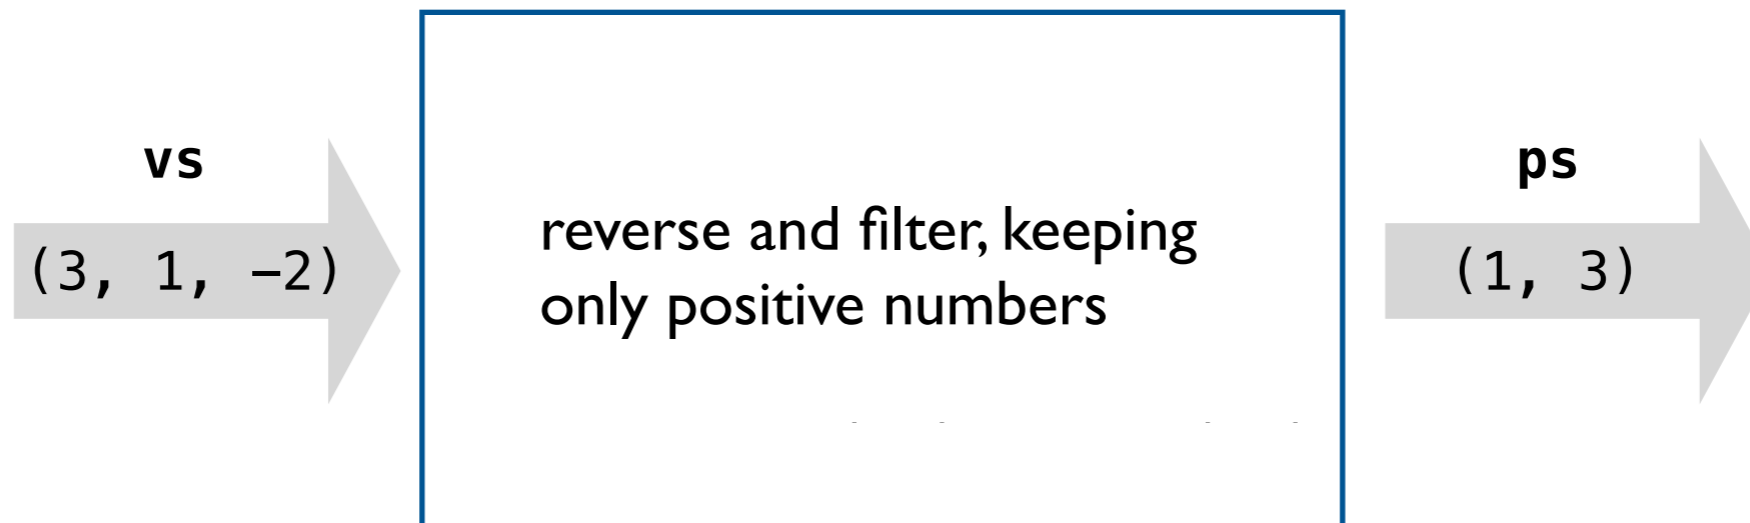 vs
(3, 1, −2)
reverse and filter, keeping
only positive numbers
ps
(1, 3)